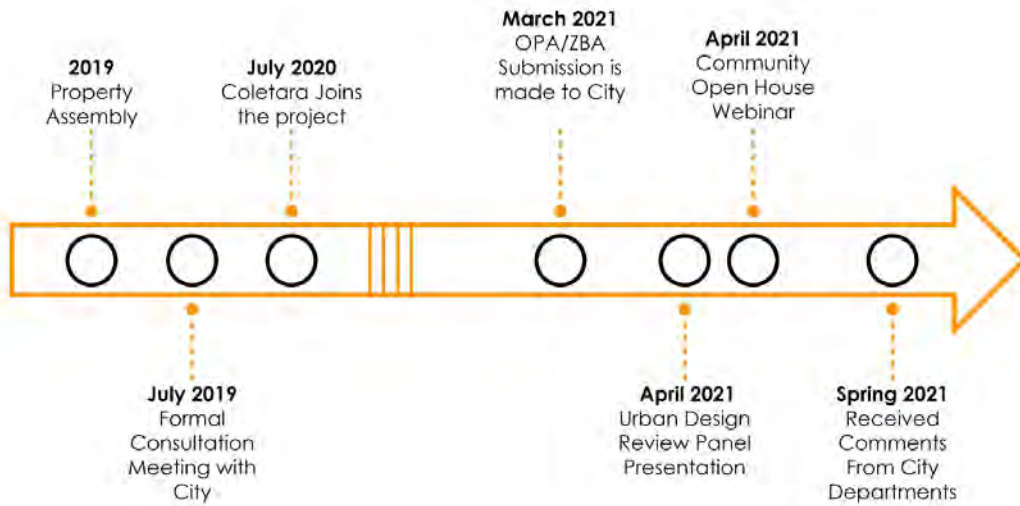 2019
Property
Assembly
July 2020
Coletara Joins
the project
March 2021
OPA/ZBA
Submission is
made to City
April 2021
Community
Open House
Webinar
July 2019
Formal
Consultation
Meeting with
City
April 2021
Urban Design
Review Panel
Presentation
Spring 2021
Received
Comments
From City
Departments